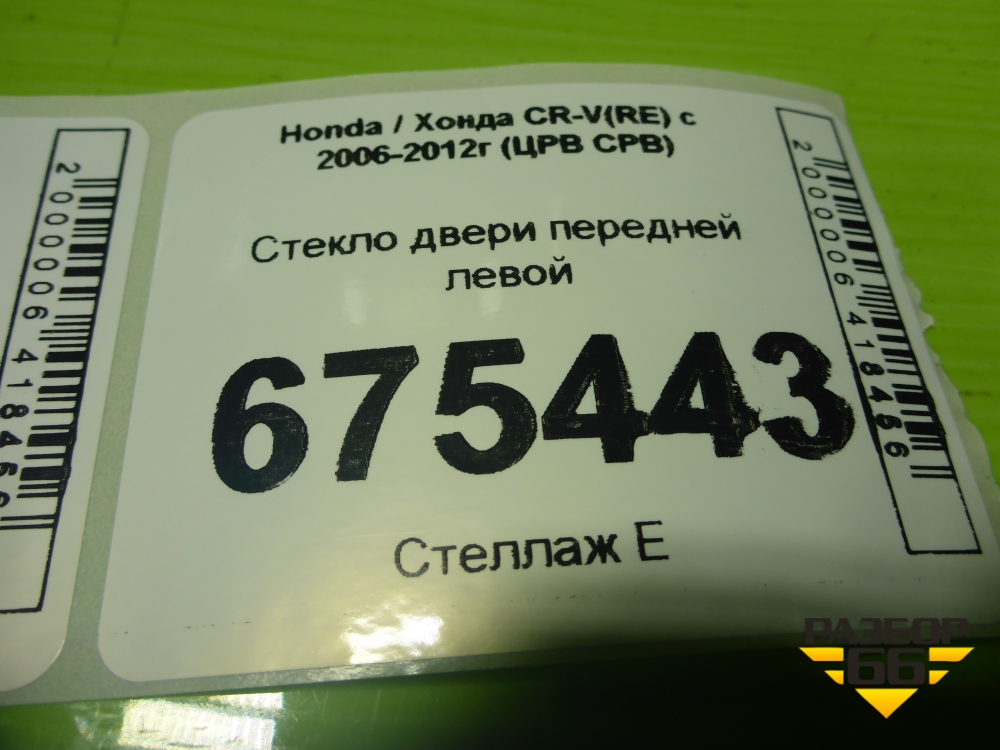 Honda / Хонда CR-V(RE) с
2006-2012г (ЦРВ СРВ)
Стекло двери передней
левой
675443
Стеллаж Е
2000006418466
2000006418466
РАЗБОР
66